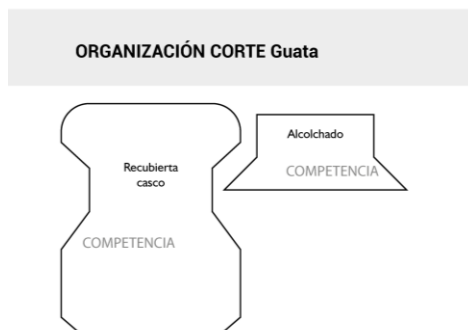 ORGANIZACIÓN CORTE Guata
Recubierta
casco
COMPETENCIA
Alcolchado
COMPETENCIA